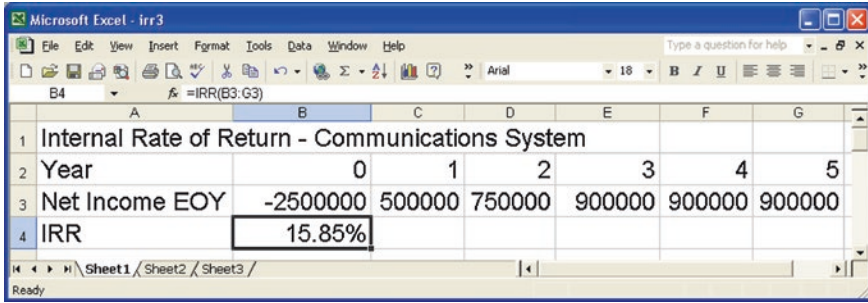 Microsoft Excel - irr3
File Edit View Insert Format Tools Data Window Help Type a question for help
Arial 18 B I U
B4 fx =IRR(B3:G3)
A B C D E F G
1 Internal Rate of Return - Communications System
2 Year 0 1 2 3 4 5
3 Net Income EOY -2500000 500000 750000 900000 900000 900000
4 IRR 15.85%
Sheet1 / Sheet2 / Sheet3 /
Ready